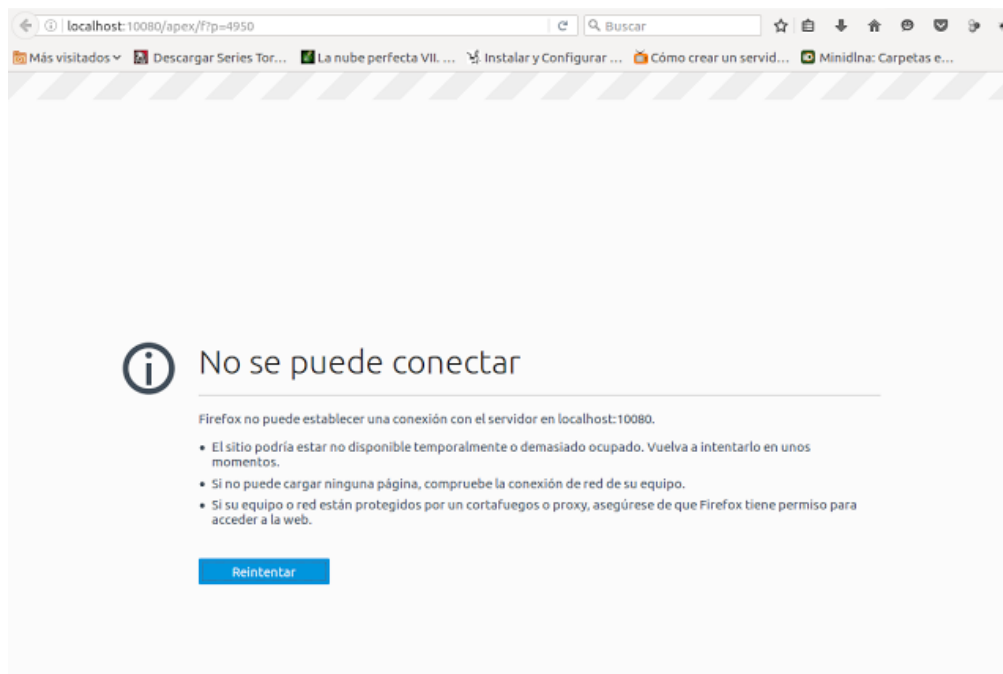 localhost:10080/apex/f?p=4950
Buscar
Más visitados
Descargar Series Tor...
La nube perfecta VII. ...
Instalar y Configurar ...
Cómo crear un servid...
Minidlna: Carpetas e...
No se puede conectar
Firefox no puede establecer una conexión con el servidor en localhost:10080.
• El sitio podría estar no disponible temporalmente o demasiado ocupado. Vuelva a intentarlo en unos
momentos.
• Si no puede cargar ninguna página, compruebe la conexión de red de su equipo.
• Si su equipo o red están protegidos por un cortafuegos o proxy, asegúrese de que Firefox tiene permiso para
acceder a la web.
Reintentar